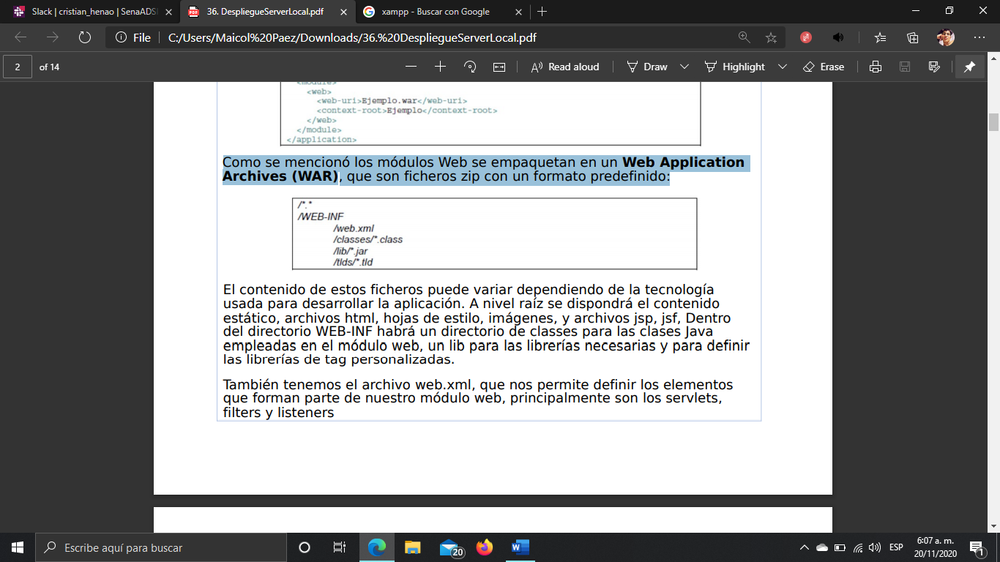 Slack | cristian_henao | SenaADS
36. DespliegueServerLocal.pdf
xampp - Buscar con Google
File
C:/Users/Maicol%20Paez/Downloads/36.%20DespliegueServerLocal.pdf
2 of 14
Read aloud
Draw
Highlight
Erase
<module>
<web>
<web-uri>Ejemplo.war</web-uri>
<context-root>Ejemplo</context-root>
</web>
</module>
</application>
Como se mencionó los módulos Web se empaquetan en un Web Application
Archives (WAR), que son ficheros zip con un formato predefinido:
/*.*
/WEB-INF
/web.xml
/classes/*.class
/lib/*.jar
/tlds/*.tld
El contenido de estos ficheros puede variar dependiendo de la tecnología
usada para desarrollar la aplicación. A nivel raíz se dispondrá el contenido
estático, archivos html, hojas de estilo, imágenes, y archivos jsp, jsf, Dentro
del directorio WEB-INF habrá un directorio de classes para las clases Java
empleadas en el módulo web, un lib para las librerías necesarias y para definir
las librerías de tag personalizadas.
También tenemos el archivo web.xml, que nos permite definir los elementos
que forman parte de nuestro módulo web, principalmente son los servlets,
filters y listeners
Escribe aquí para buscar
20
ESP
6:07 a. m.
20/11/2020
1